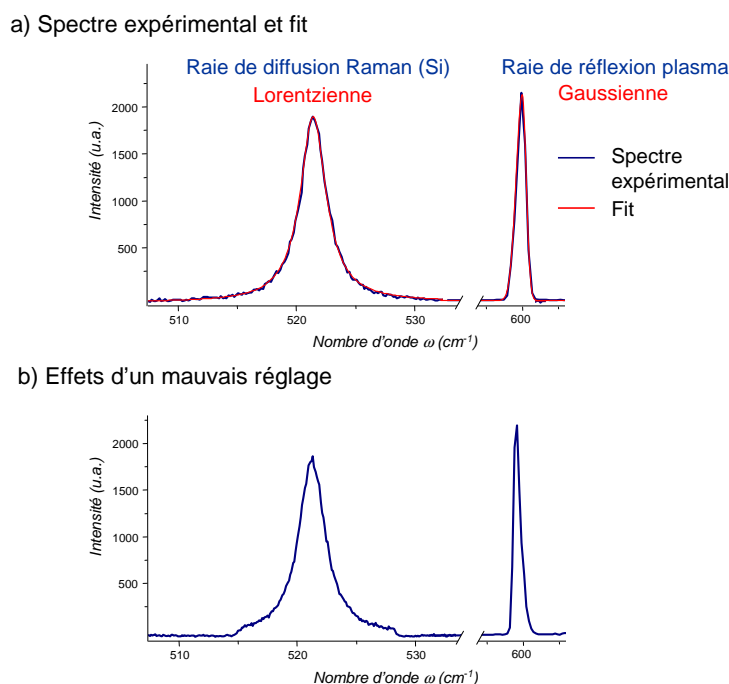 a) Spectre expérimental et fit
Raie de diffusion Raman (Si)
Lorentzienne
Raie de réflexion plasma
Gaussienne
Spectre
expérimental
Fit
Intensité (u.a.)
2000
1500
1000
500
510
520
530
600
Nombre d'onde ω (cm-1)
b) Effets d'un mauvais réglage
Intensité (u.a.)
2000
1500
1000
500
510
520
530
600
Nombre d'onde ω (cm-1)